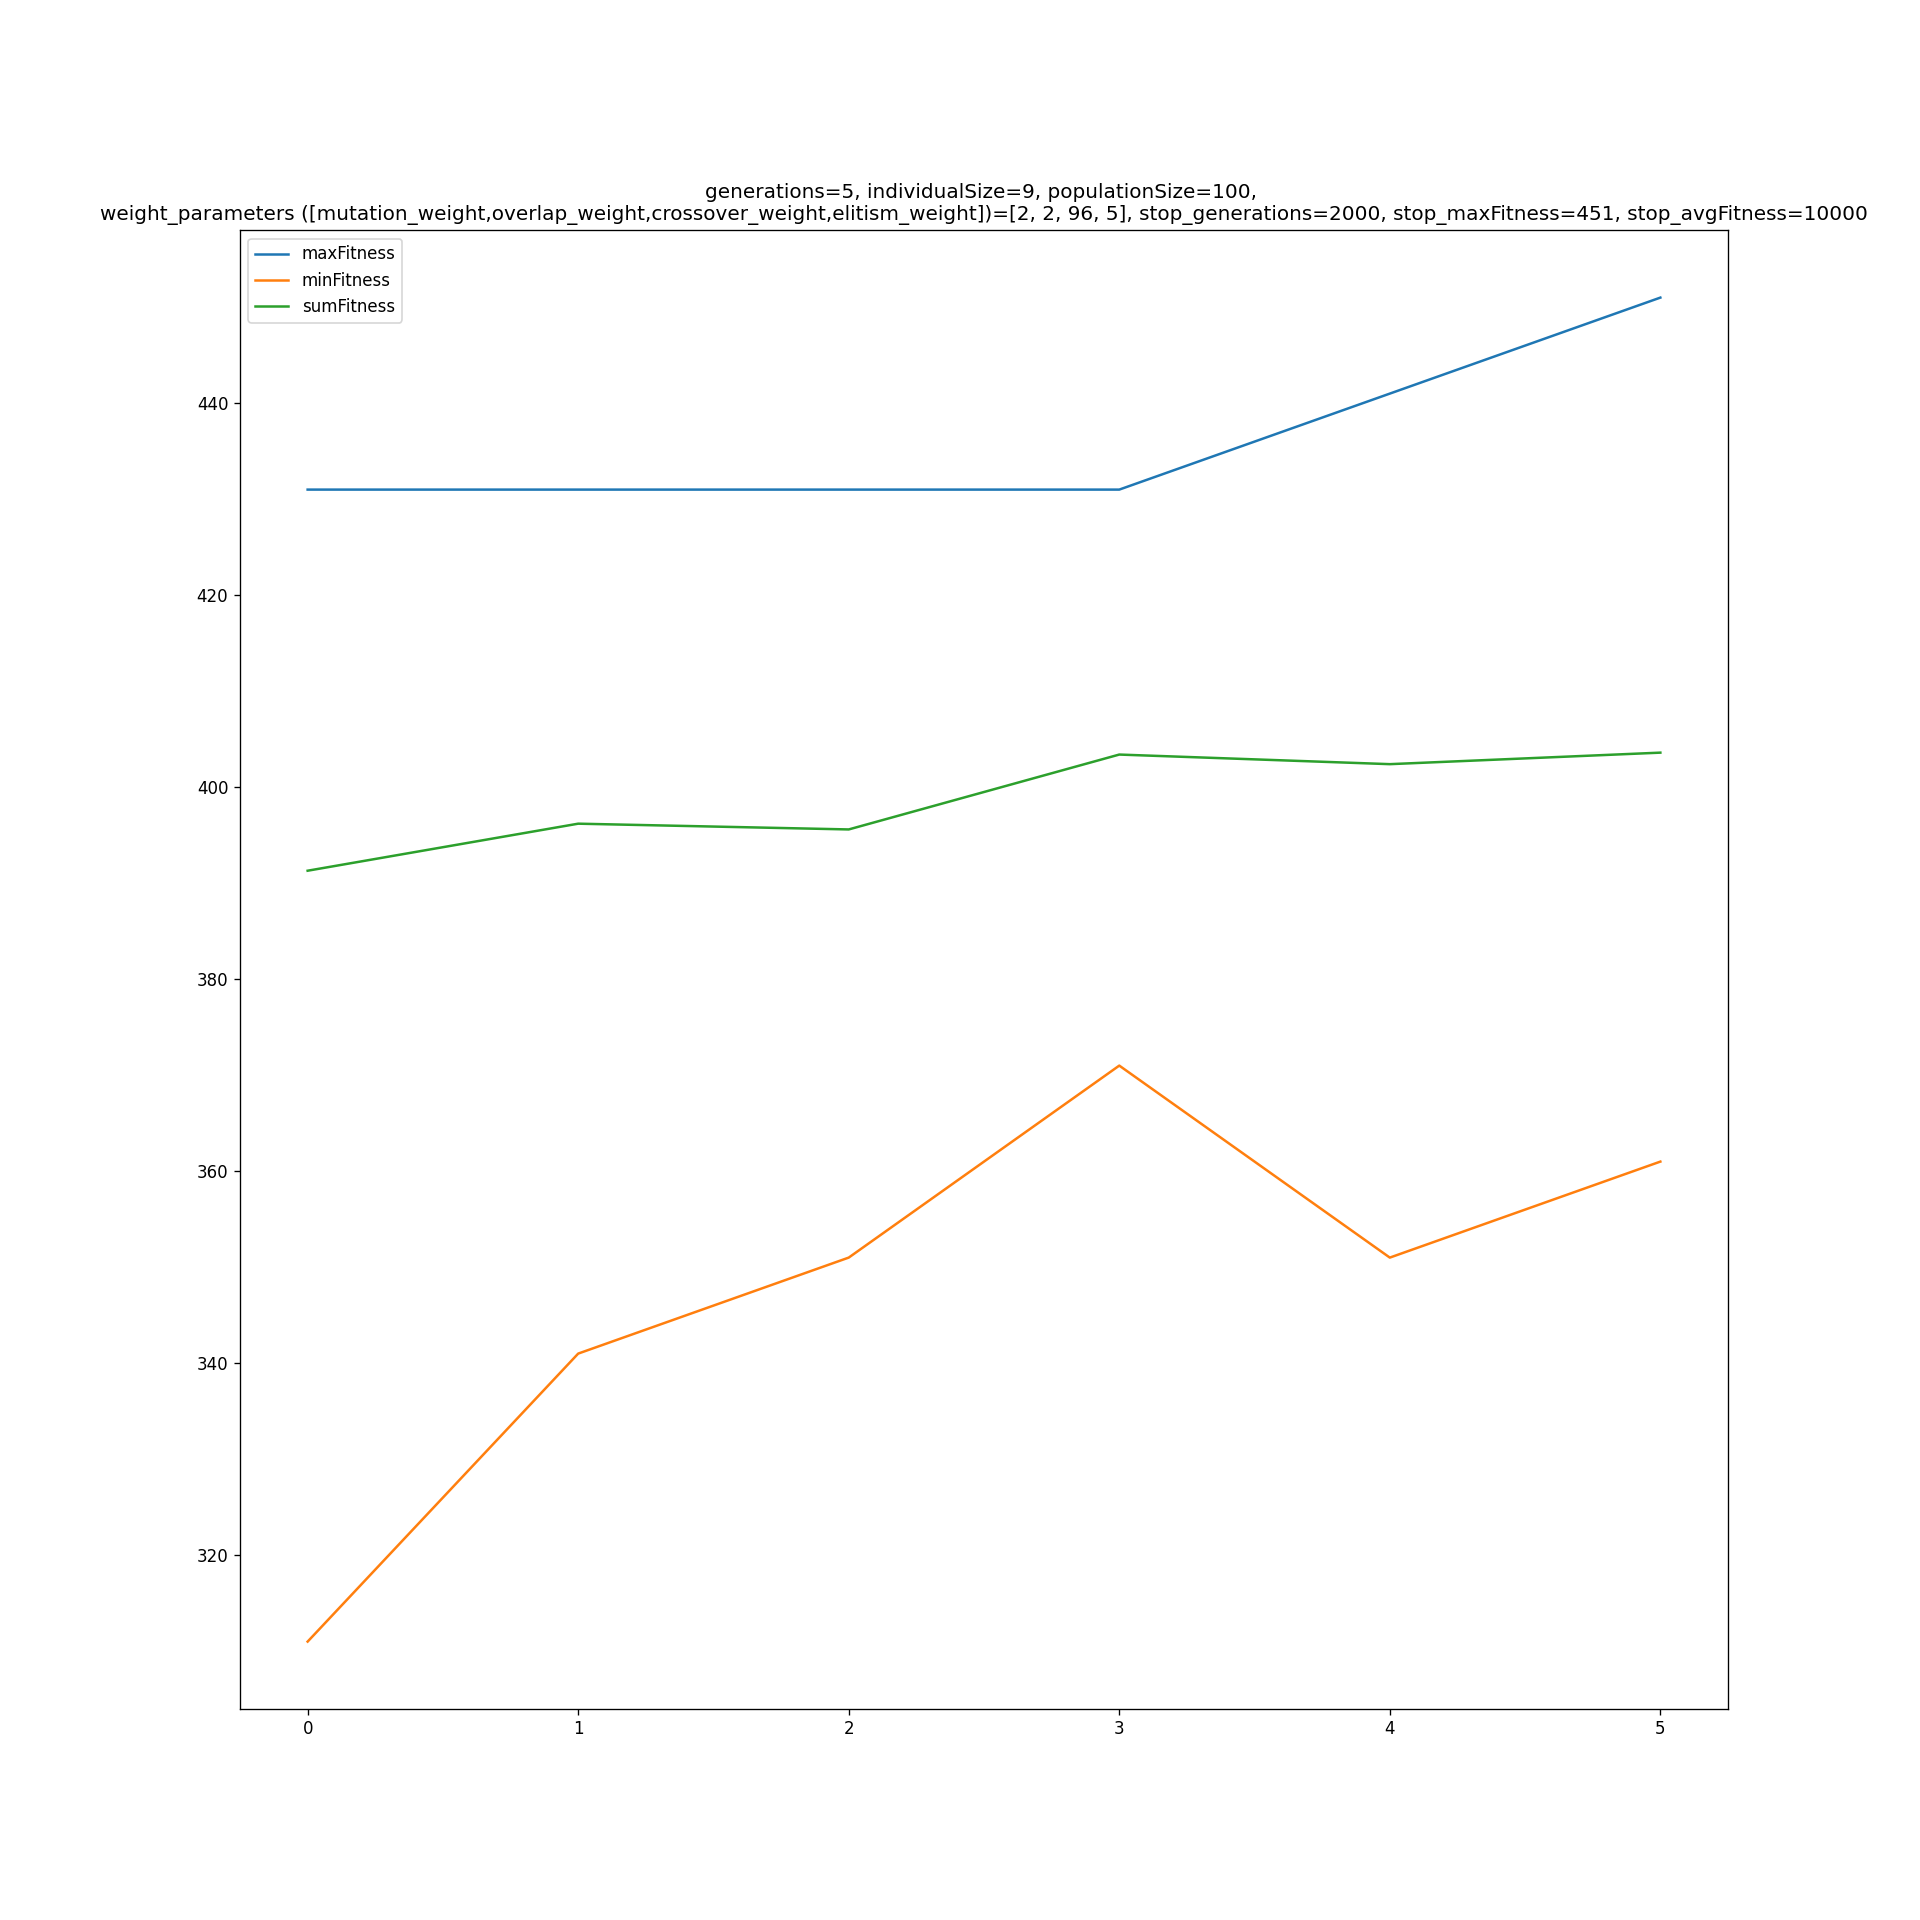 generations=5, individualSize=9, populationSize=100,
weight_parameters ([mutation_weight,overlap_weight,crossover_weight,elitism_weight])=[2, 2, 96, 5], stop_generations=2000, stop_maxFitness=451, stop_avgFitness=10000
maxFitness
minFitness
sumFitness
440
420
400
380
360
340
320
0 1 2 3 4 5